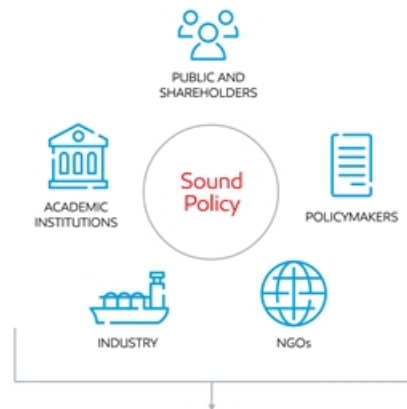 PUBLIC AND
SHAREHOLDERS
Sound
Policy
ACADEMIC
INSTITUTIONS
POLICYMAKERS
INDUSTRY
NGOs